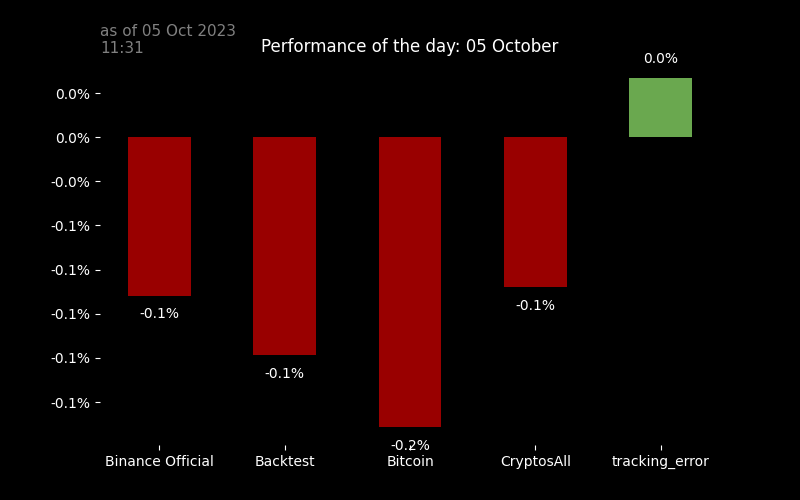 as of 05 Oct 2023
11:31
Performance of the day: 05 October
0.0%
0.0%
0.0%
-0.0%
-0.1%
-0.1%
-0.1%
-0.1%
-0.1%
-0.1%
-0.1%
-0.2%
-0.1%
Binance Official
Backtest
Bitcoin
CryptosAll
tracking_error